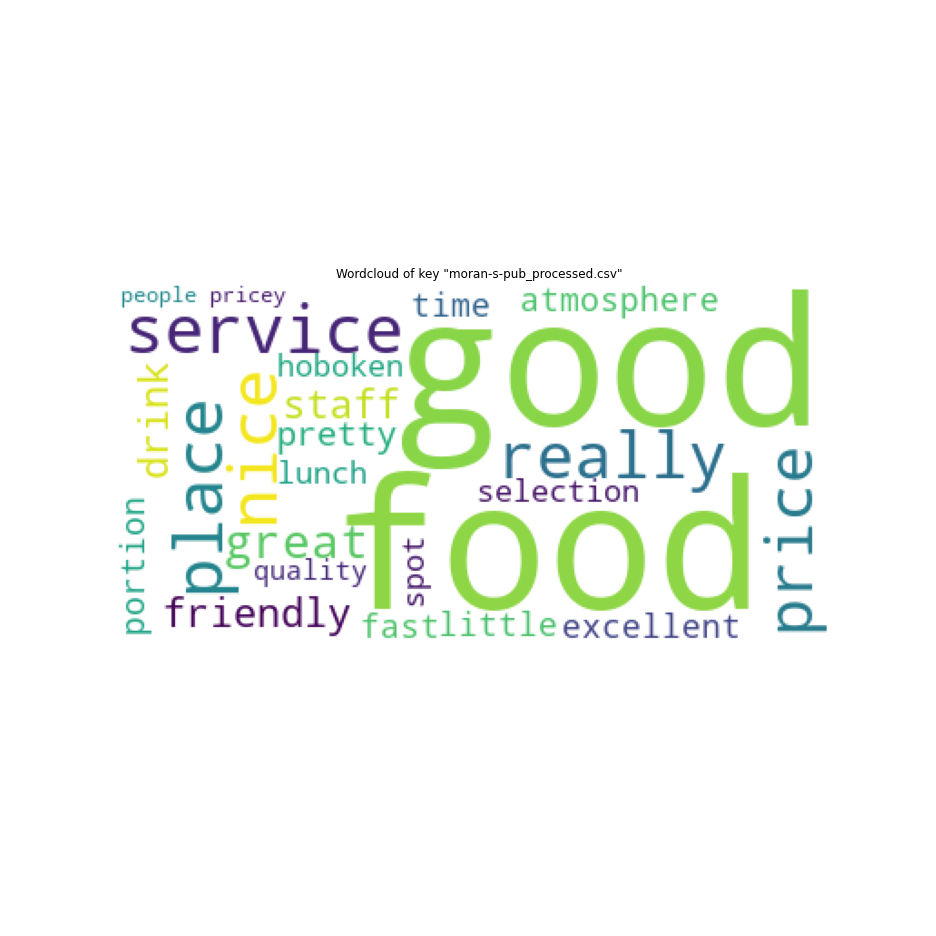 Wordcloud of key "moran-s-pub_processed.csv"
people
pricey
time
atmosphere
service
good
hoboken
drink
nice
staff
place
pretty
really
lunch
price
selection
food
portion
great
quality
spot
friendly
fast
little
excellent